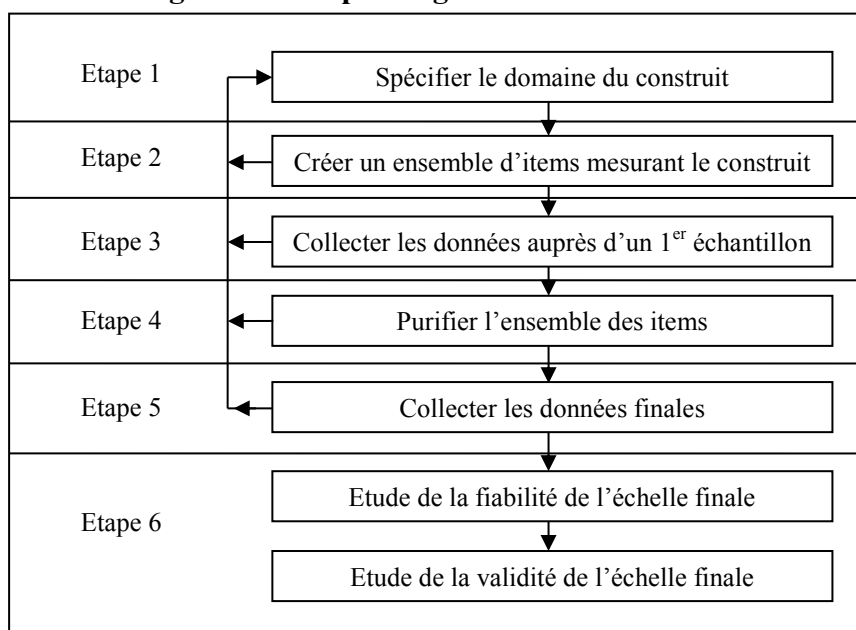 Etape 1
Spécifier le domaine du construit
Etape 2
Créer un ensemble d’items mesurant le construit
Etape 3
Collecter les données auprès d’un 1er échantillon
Etape 4
Purifier l’ensemble des items
Etape 5
Collecter les données finales
Etape 6
Etude de la fiabilité de l’échelle finale
Etude de la validité de l’échelle finale